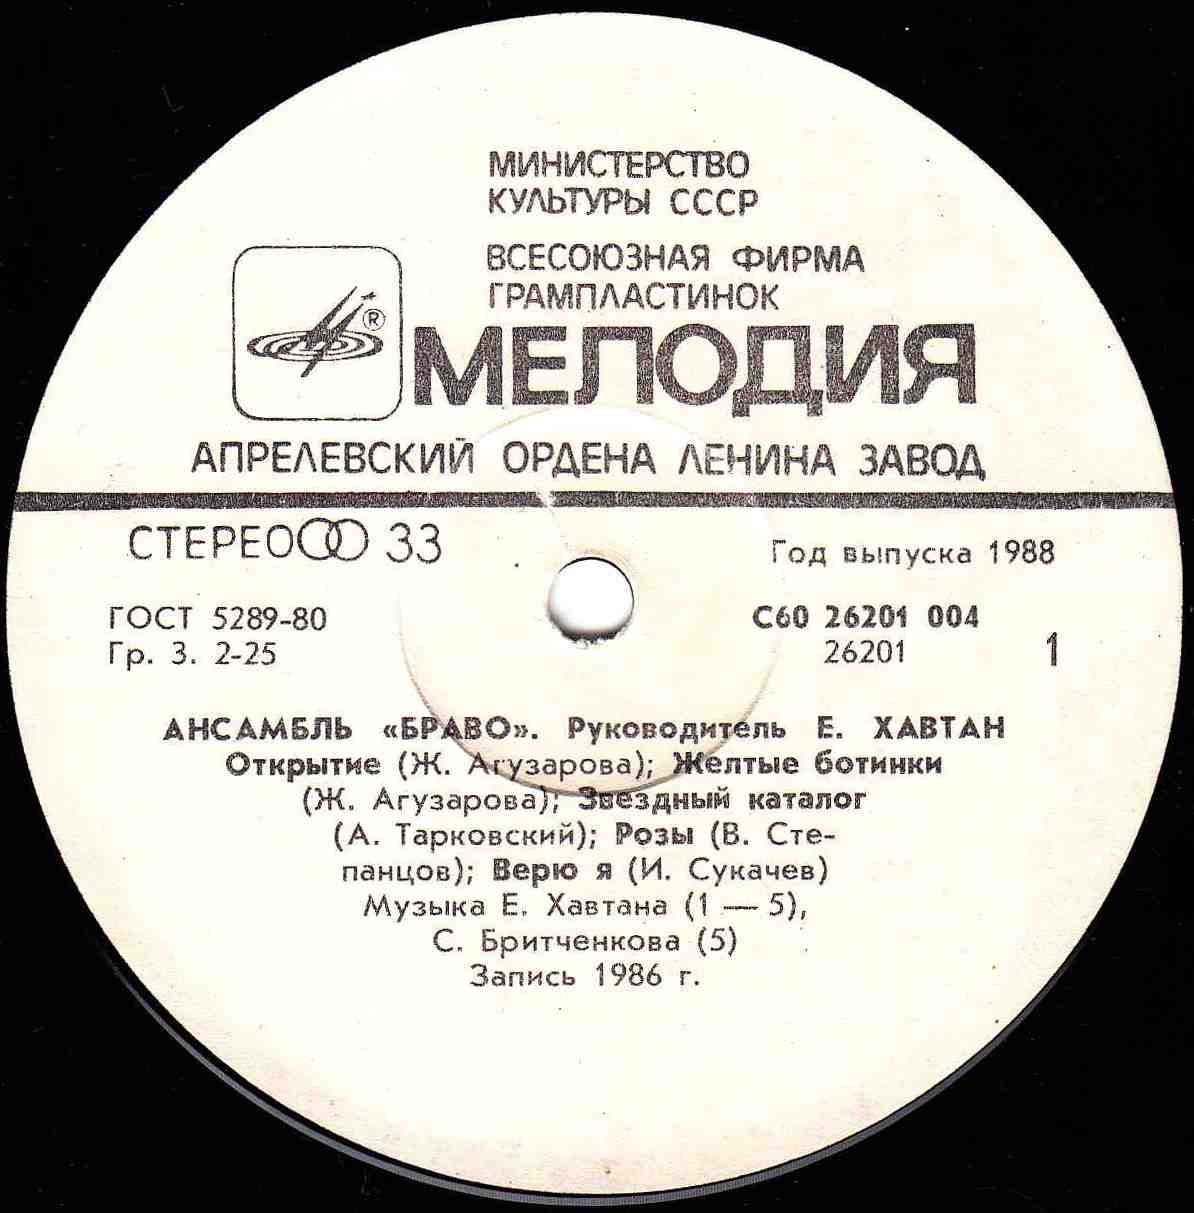 МИНИСТЕРСТВО
КУЛЬТУРЫ СССР
ВСЕСОЮЗНАЯ ФИРМА
ГРАМПЛАСТИНОК
®
МЕЛОДИЯ
АПРЕЛЕВСКИЙ ОРДЕНА ЛЕНИНА ЗАВОД
СТЕРЕО 33
Год выпуска 1988
ГОСТ 5289-80
Гр. 3. 2-25
С60 26201 004
26201
1
АНСАМБЛЬ «БРАВО». Руководитель Е. ХАВТАН
Открытие (Ж. Агузарова); Желтые ботинки
(Ж. Агузарова); Звездный каталог
(А. Тарковский); Розы (В. Сте-
панцов); Верю я (И. Сукачев)
Музыка Е. Хавтана (1 — 5),
С. Бритченкова (5)
Запись 1986 г.